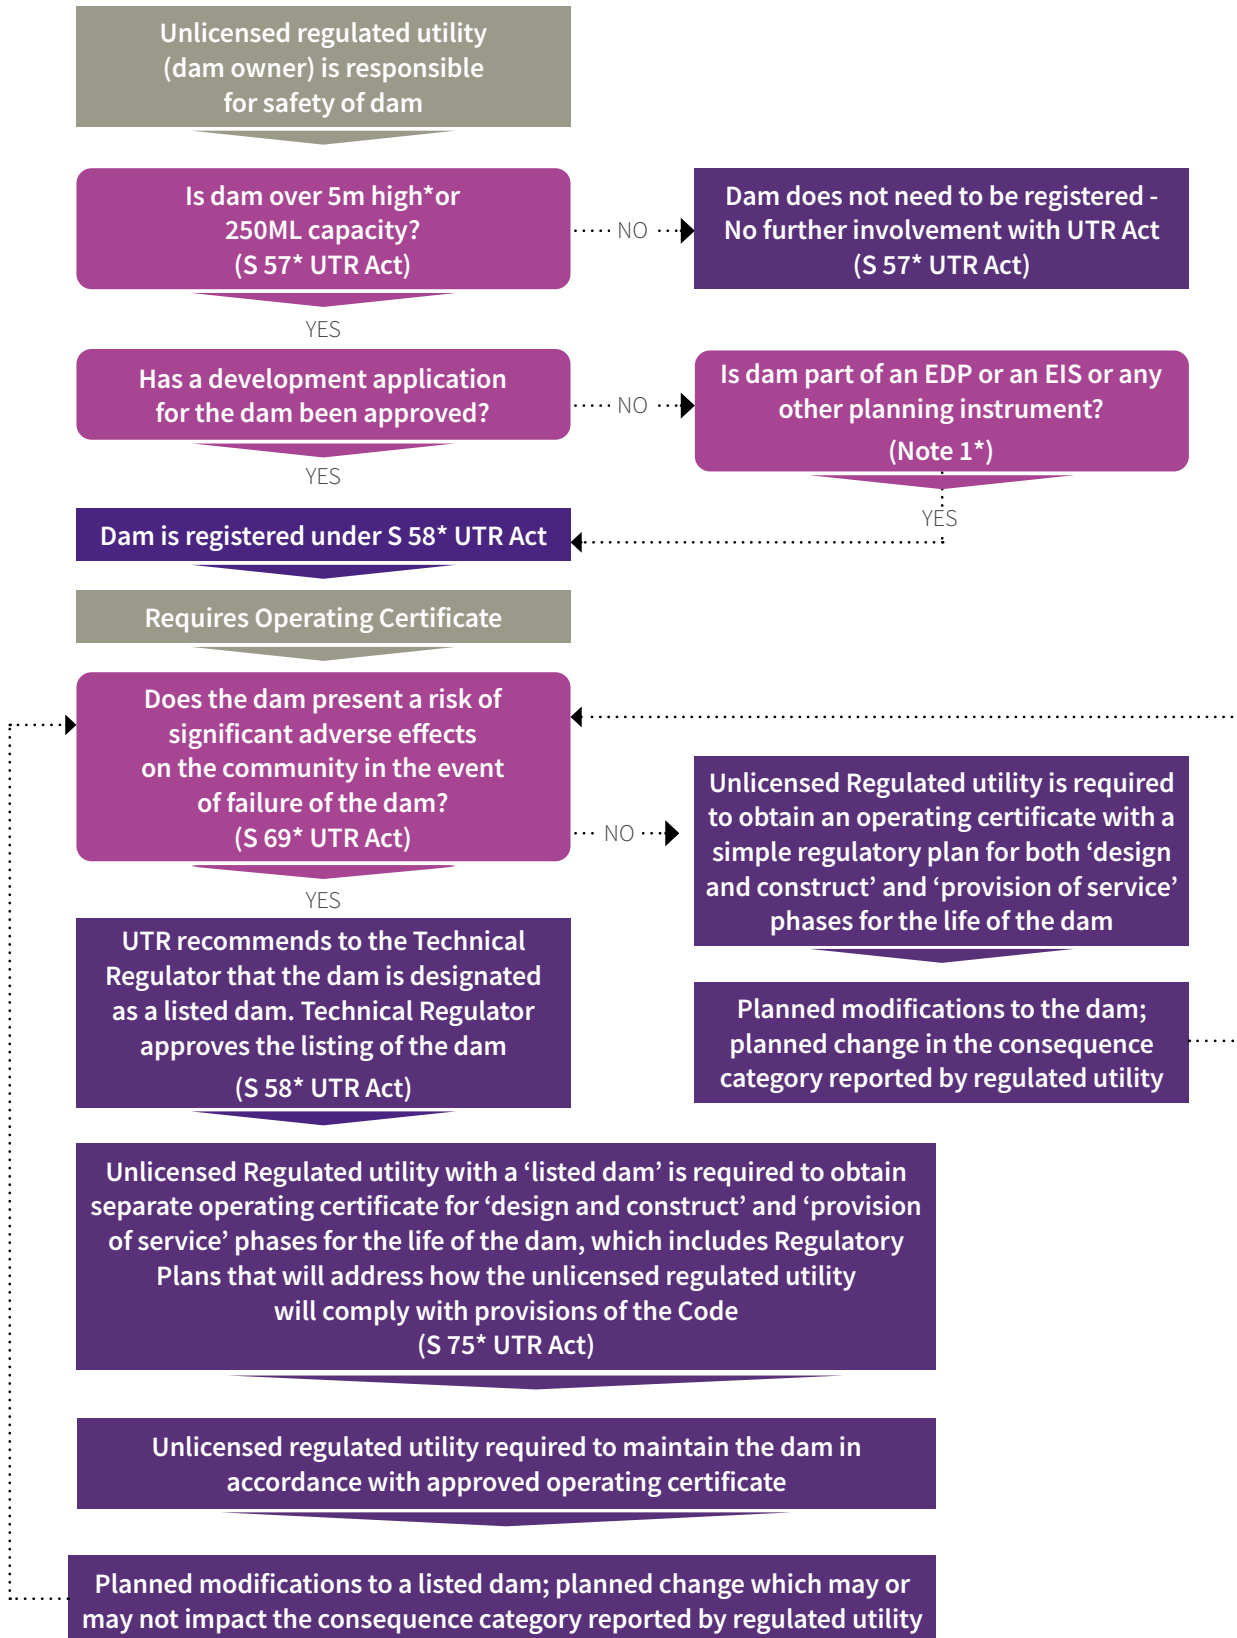 Unlicensed regulated utility
(dam owner) is responsible
for safety of dam
Is dam over 5m high*or
250ML capacity?
(S 57* UTR Act)
NO
Dam does not need to be registered -
No further involvement with UTR Act
(S 57* UTR Act)
YES
Has a development application
for the dam been approved?
NO
Is dam part of an EDP or an EIS or any
other planning instrument?
(Note 1*)
YES
YES
Dam is registered under S 58* UTR Act
Requires Operating Certificate
Does the dam present a risk of
significant adverse effects
on the community in the event
of failure of the dam?
(S 69* UTR Act)
NO
Unlicensed Regulated utility is required
to obtain an operating certificate with a
simple regulatory plan for both ‘design
and construct’ and ‘provision of service’
phases for the life of the dam
Planned modifications to the dam;
planned change in the consequence
category reported by regulated utility
YES
UTR recommends to the Technical
Regulator that the dam is designated
as a listed dam. Technical Regulator
approves the listing of the dam
(S 58* UTR Act)
Unlicensed Regulated utility with a ‘listed dam’ is required to obtain
separate operating certificate for ‘design and construct’ and ‘provision
of service’ phases for the life of the dam, which includes Regulatory
Plans that will address how the unlicensed regulated utility
will comply with provisions of the Code
(S 75* UTR Act)
Unlicensed regulated utility required to maintain the dam in
accordance with approved operating certificate
Planned modifications to a listed dam; planned change which may or
may not impact the consequence category reported by regulated utility